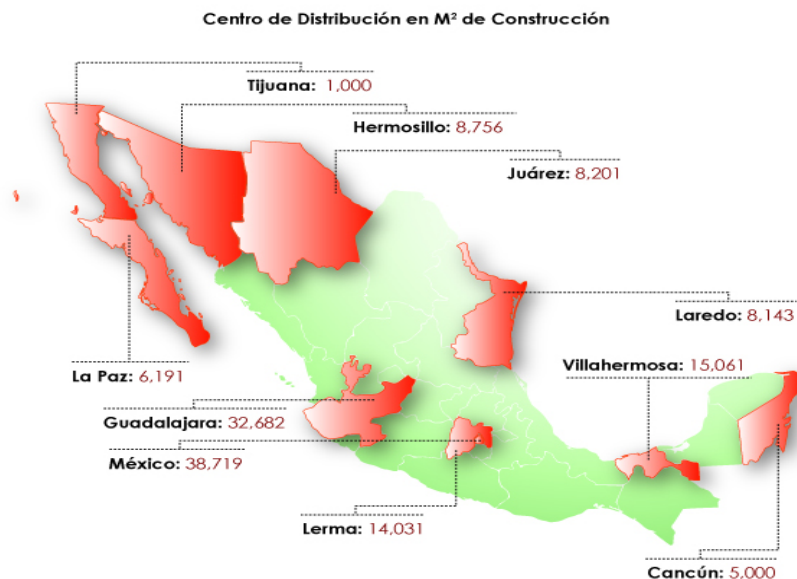 Centro de Distribución en M² de Construcción
Tijuana: 1,000
Hermosillo: 8,756
Juárez: 8,201
Laredo: 8,143
Villahermosa: 15,061
La Paz: 6,191
Guadalajara: 32,682
México: 38,719
Lerma: 14,031
Cancún: 5,000